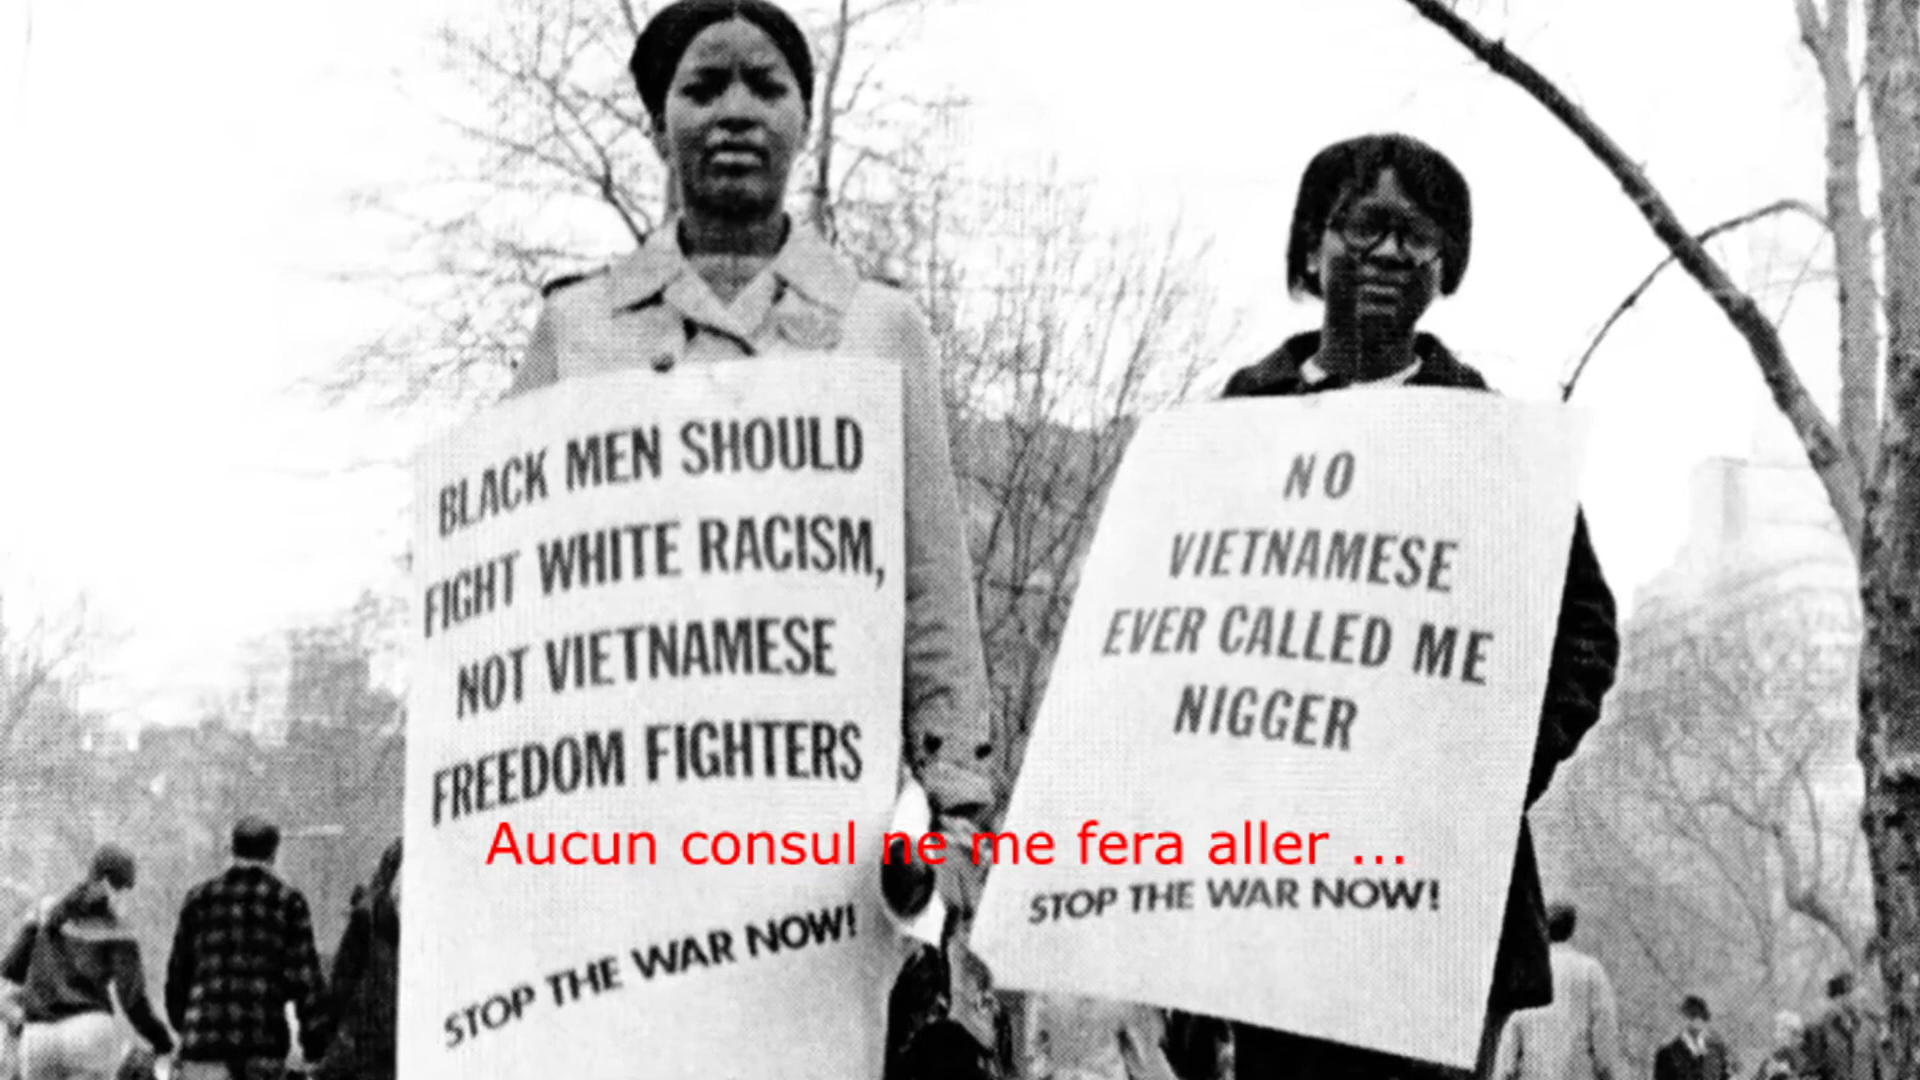 BLACK MEN SHOULD
FIGHT WHITE RACISM,
NOT VIETNAMESE
FREEDOM FIGHTERS
STOP THE WAR NOW!
NO
VIETNAMESE
EVER CALLED ME
NIGGER
STOP THE WAR NOW!
Aucun consul ne me fera aller ...